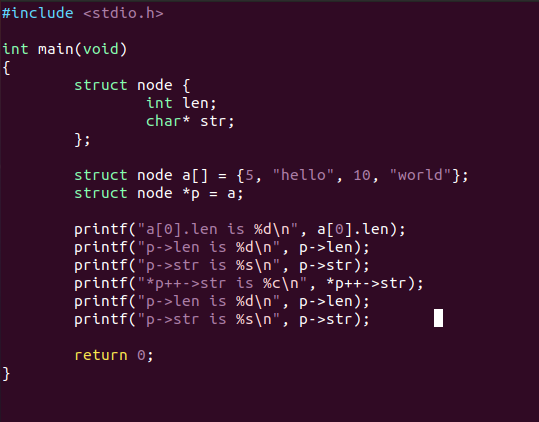 #include <stdio.h>

int main(void)
{
        struct node {
                int len;
                char* str;
        };

        struct node a[] = {5, "hello", 10, "world"};
        struct node *p = a;

        printf("a[0].len is %d\n", a[0].len);
        printf("p->len is %d\n", p->len);
        printf("p->str is %s\n", p->str);
        printf("*p++->str is %c\n", *p++->str);
        printf("p->len is %d\n", p->len);
        printf("p->str is %s\n", p->str);

        return 0;
}